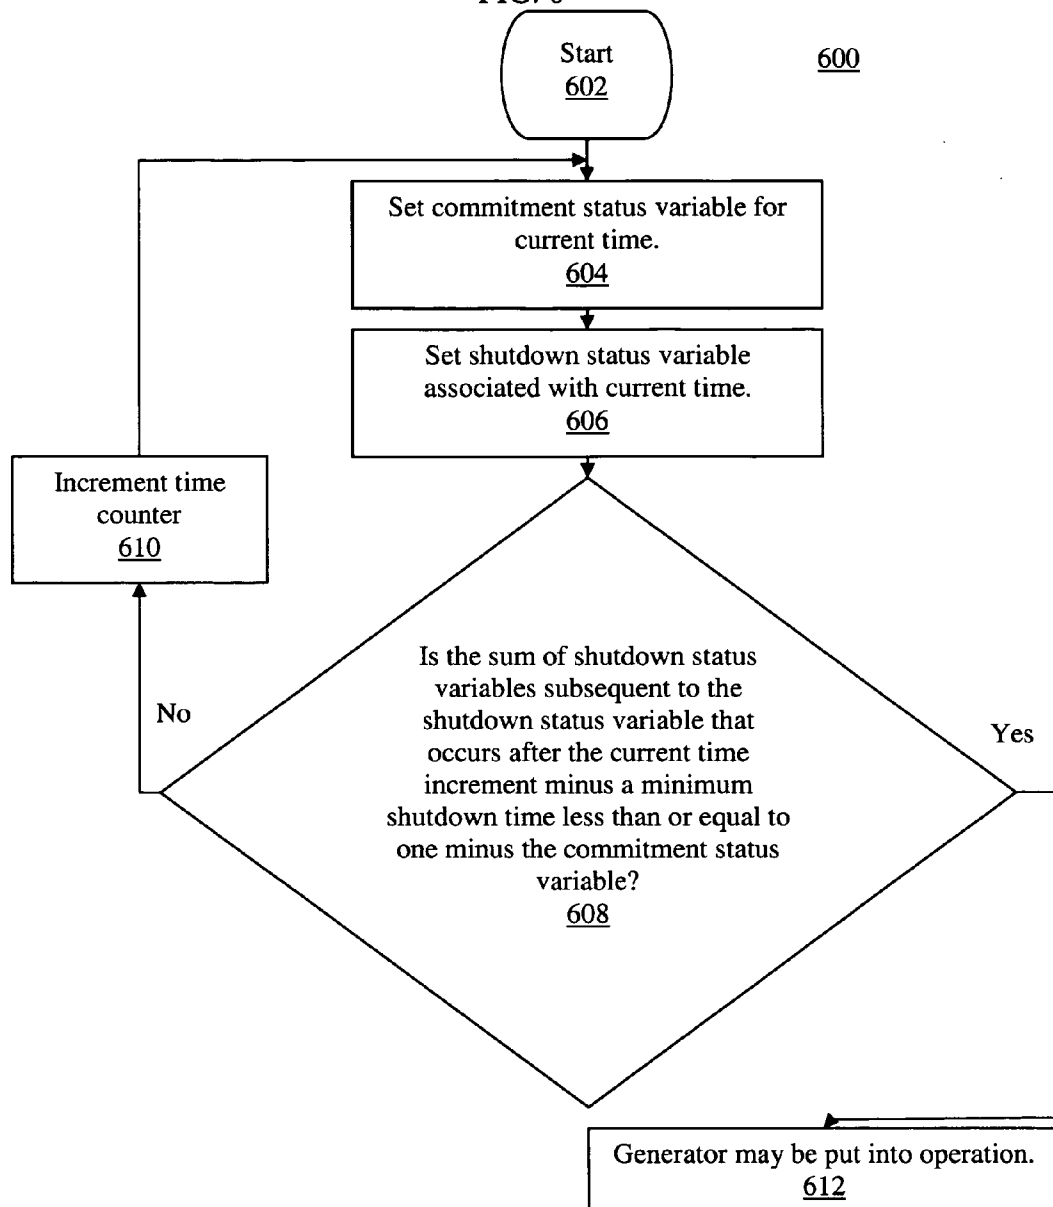 Start
602
600
Set commitment status variable for
current time.
604
Set shutdown status variable
associated with current time.
606
Increment time
counter
610
Is the sum of shutdown status
variables subsequent to the
shutdown status variable that
occurs after the current time
increment minus a minimum
shutdown time less than or equal to
one minus the commitment status
variable?
608
No
Yes
Generator may be put into operation.
612